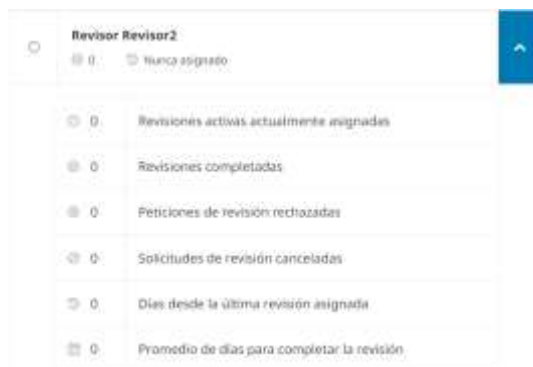 Revisor Revisor2
0 Nunca asignado
0 Revisiones activas actualmente asignadas
0 Revisiones completadas
0 Peticiones de revisión rechazadas
0 Solicitudes de revisión canceladas
0 Días desde la última revisión asignada
0 Promedio de días para completar la revisión